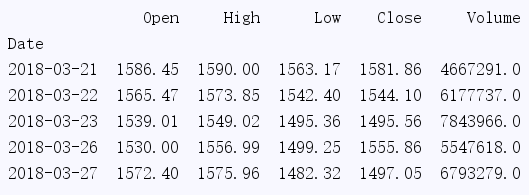 Open High Low Close Volume
Date
2018-03-21 1586.45 1590.00 1563.17 1581.86 4667291.0
2018-03-22 1565.47 1573.85 1542.40 1544.10 6177737.0
2018-03-23 1539.01 1549.02 1495.36 1495.56 7843966.0
2018-03-26 1530.00 1556.99 1499.25 1555.86 5547618.0
2018-03-27 1572.40 1575.96 1482.32 1497.05 6793279.0